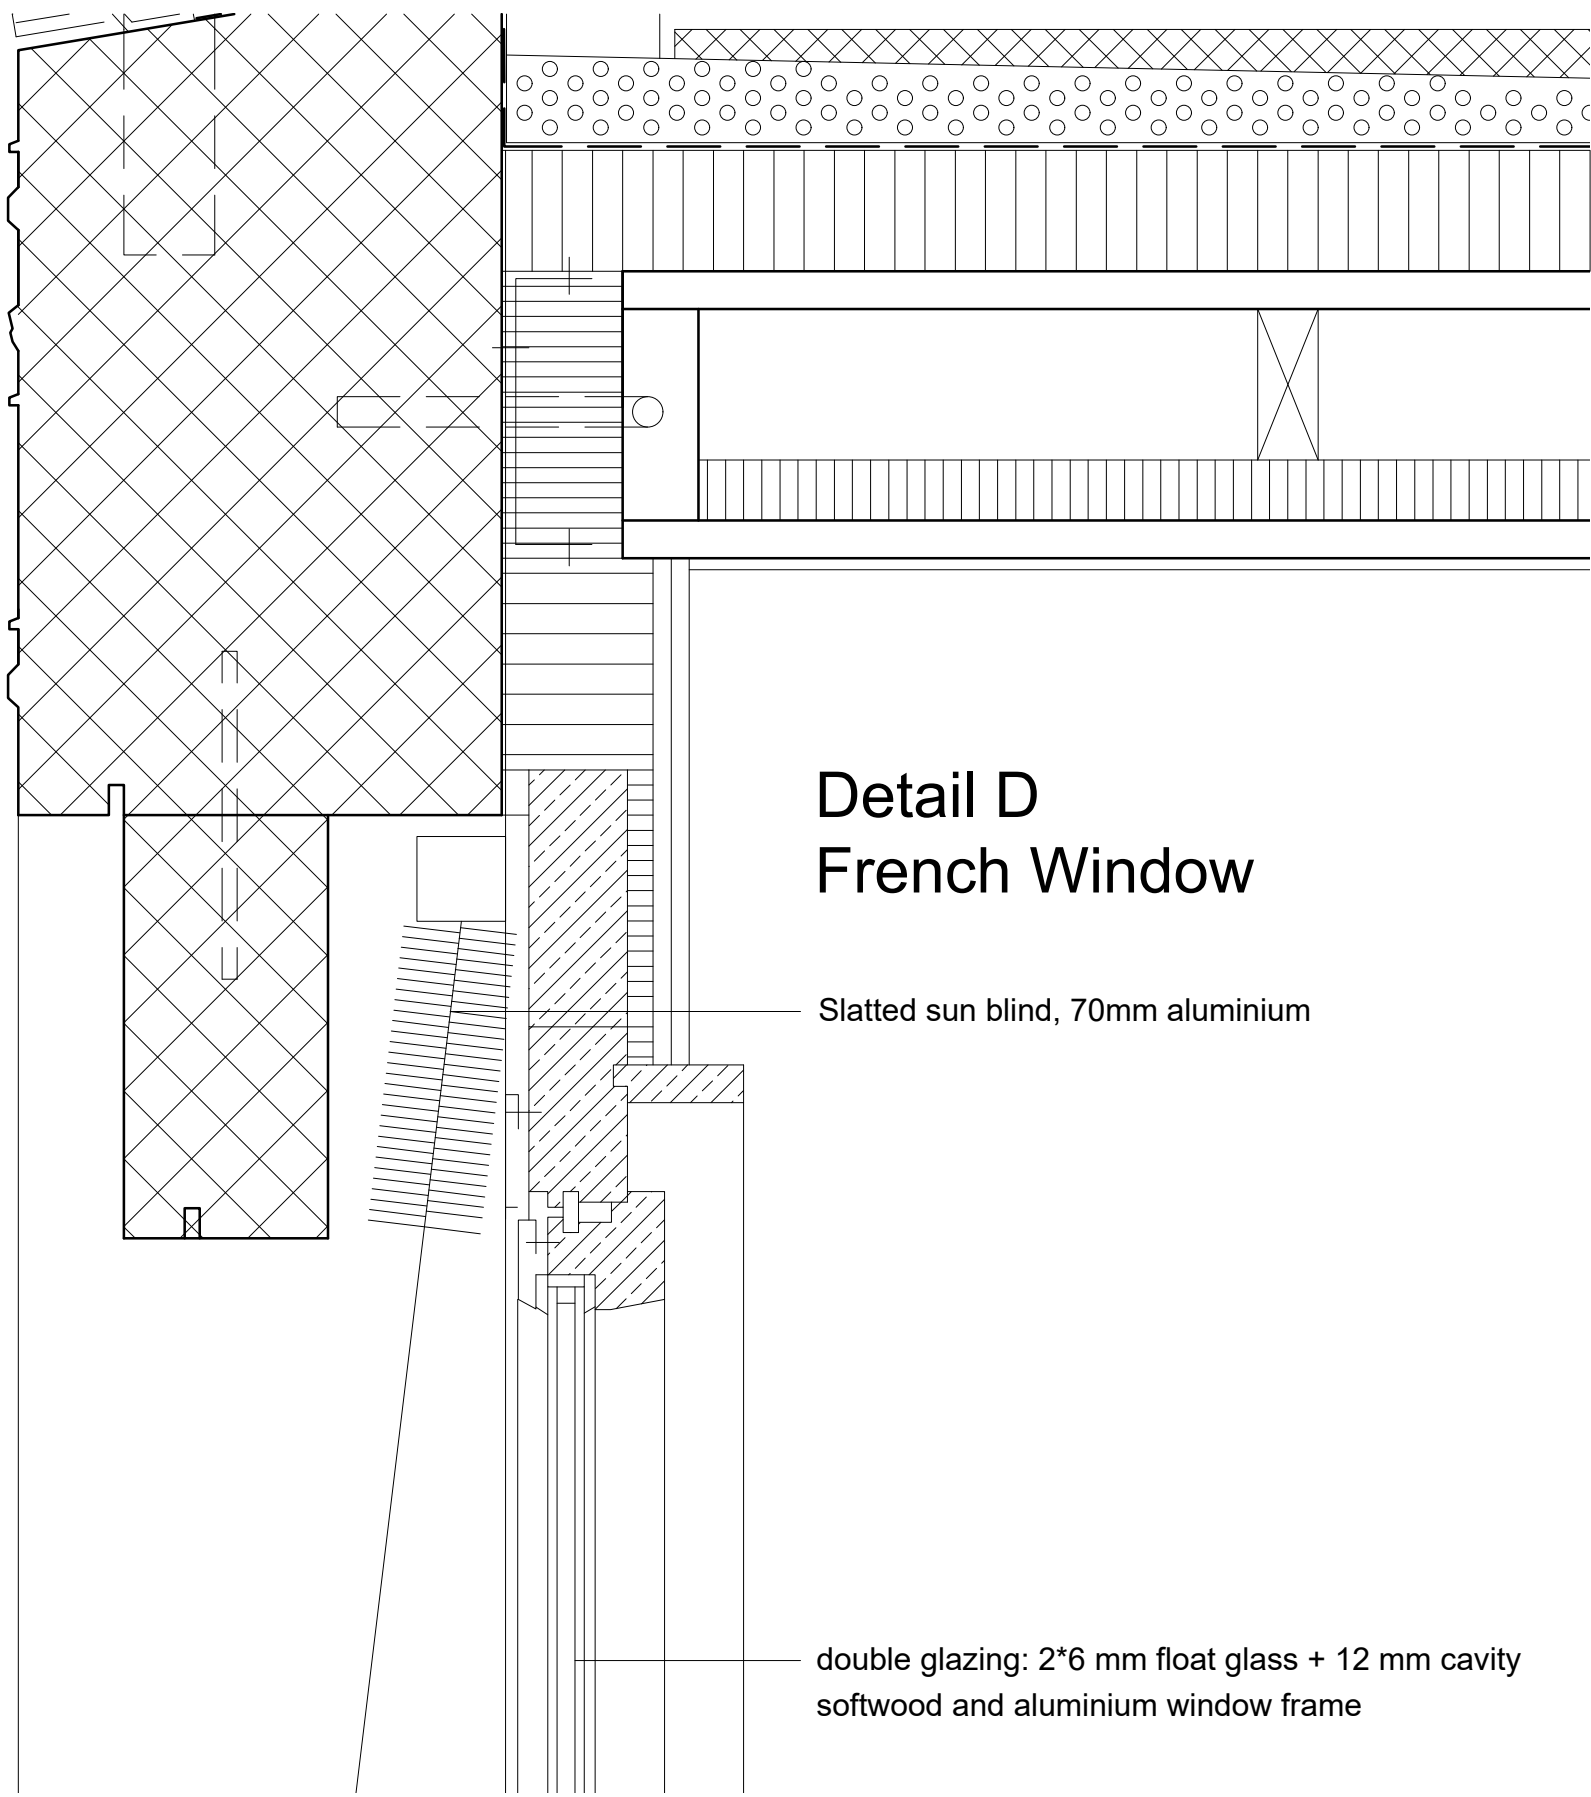 Detail D
French Window
Slatted sun blind, 70mm aluminium
double glazing: 2*6 mm float glass + 12 mm cavity
softwood and aluminium window frame